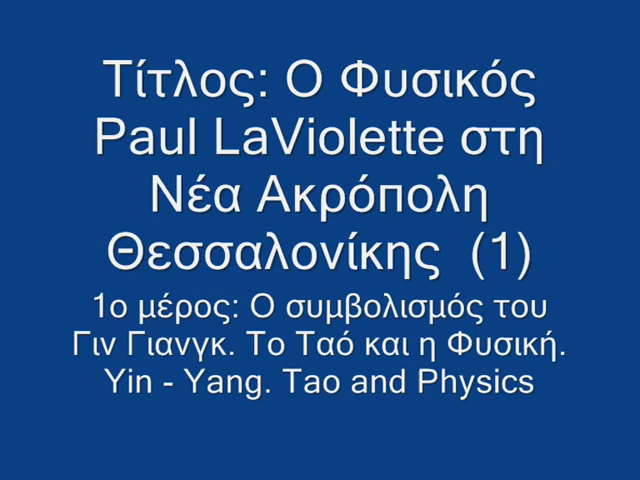 Τίτλος: Ο Φυσικός
Paul LaViolette στη
Νέα Ακρόπολη
Θεσσαλονίκης (1)
1ο μέρος: Ο συμβολισμός του
Γιν Γιανγκ. Το Ταό και η Φυσική.
Yin - Yang. Tao and Physics